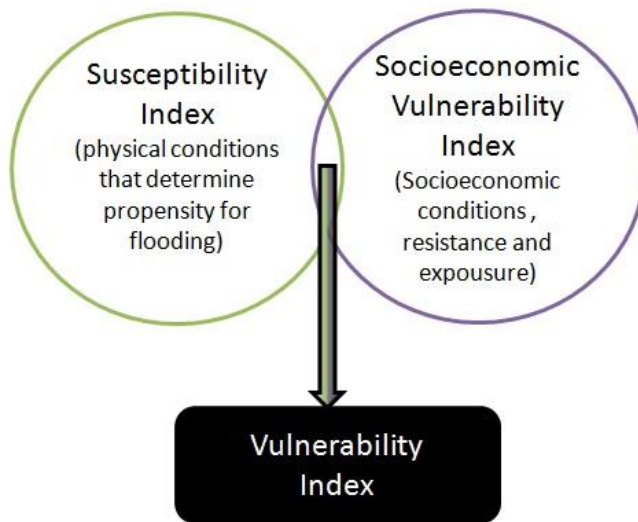 Susceptibility
Index
(physical conditions
that determine
propensity for
flooding)
Socioeconomic
Vulnerability
Index
(Socioeconomic
conditions ,
resistance and
expousure)
Vulnerability
Index